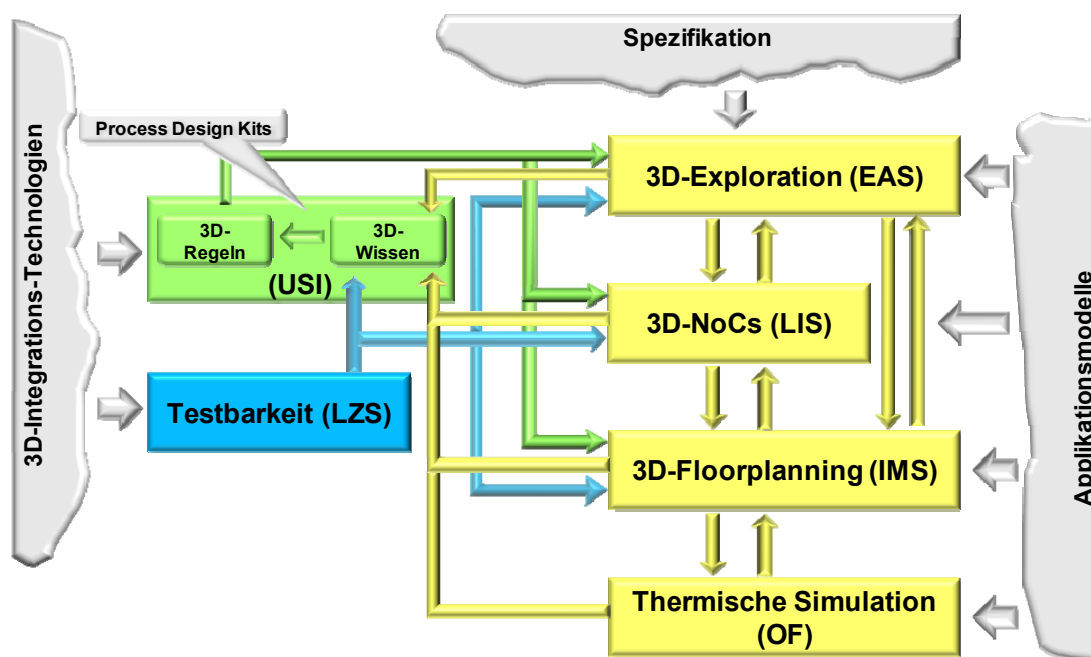 Spezifikation
3D-Integrations-Technologien
Process Design Kits
3D-Exploration (EAS)
3D-
Regeln
3D-
Wissen
(USI)
3D-NoCs (LIS)
Testbarkeit (LZS)
3D-Floorplanning (IMS)
Thermische Simulation
(OF)
Applikationsmodelle